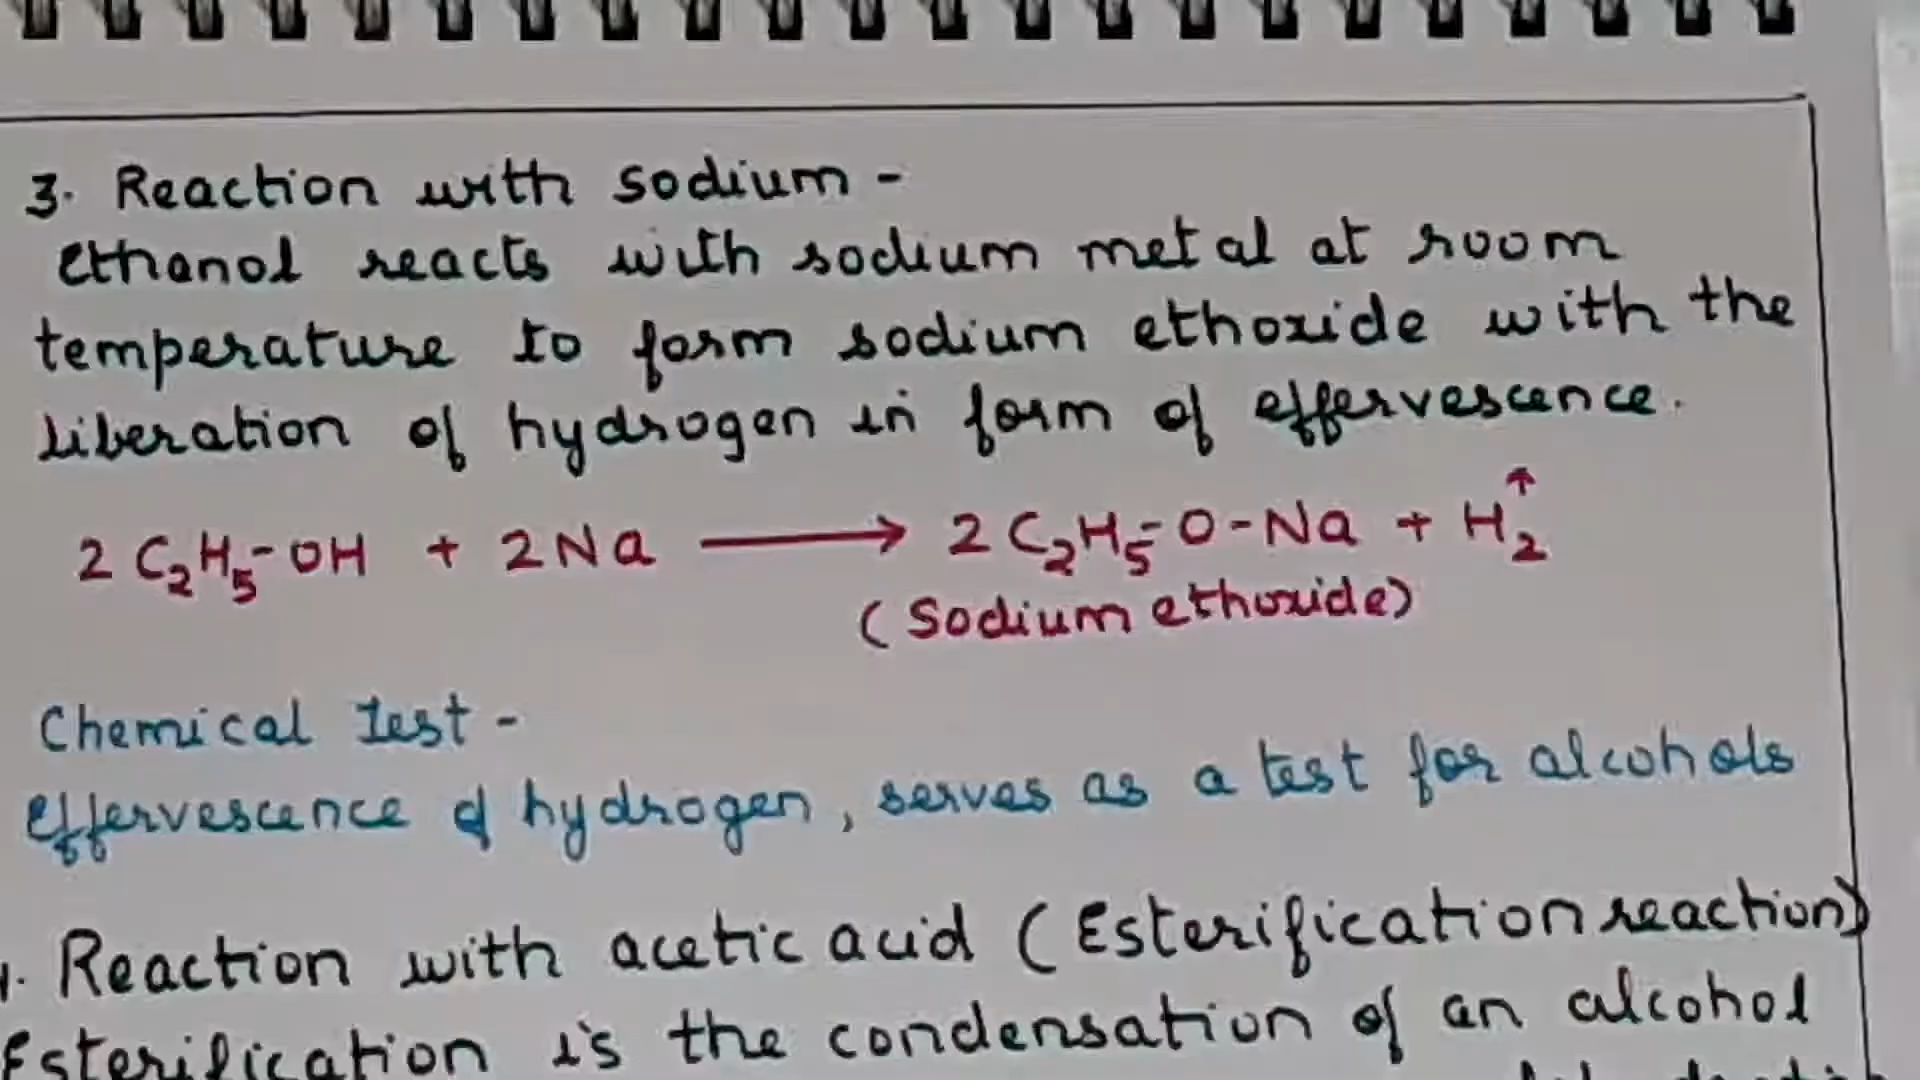 3. Reaction with sodium -
Ethanol reacts with sodium metal at room
temperature to form sodium ethoxide with the
liberation of hydrogen in form of effervescence.
2 C₂H₅-OH + 2Na ⟶ 2 C₂H₅-O-Na + H₂↑
(Sodium ethoxide)
Chemical test -
effervescence of hydrogen, serves as a test for alcohols
Reaction with acetic acid (Esterification reaction)
Esterification is the condensation of an alcohol